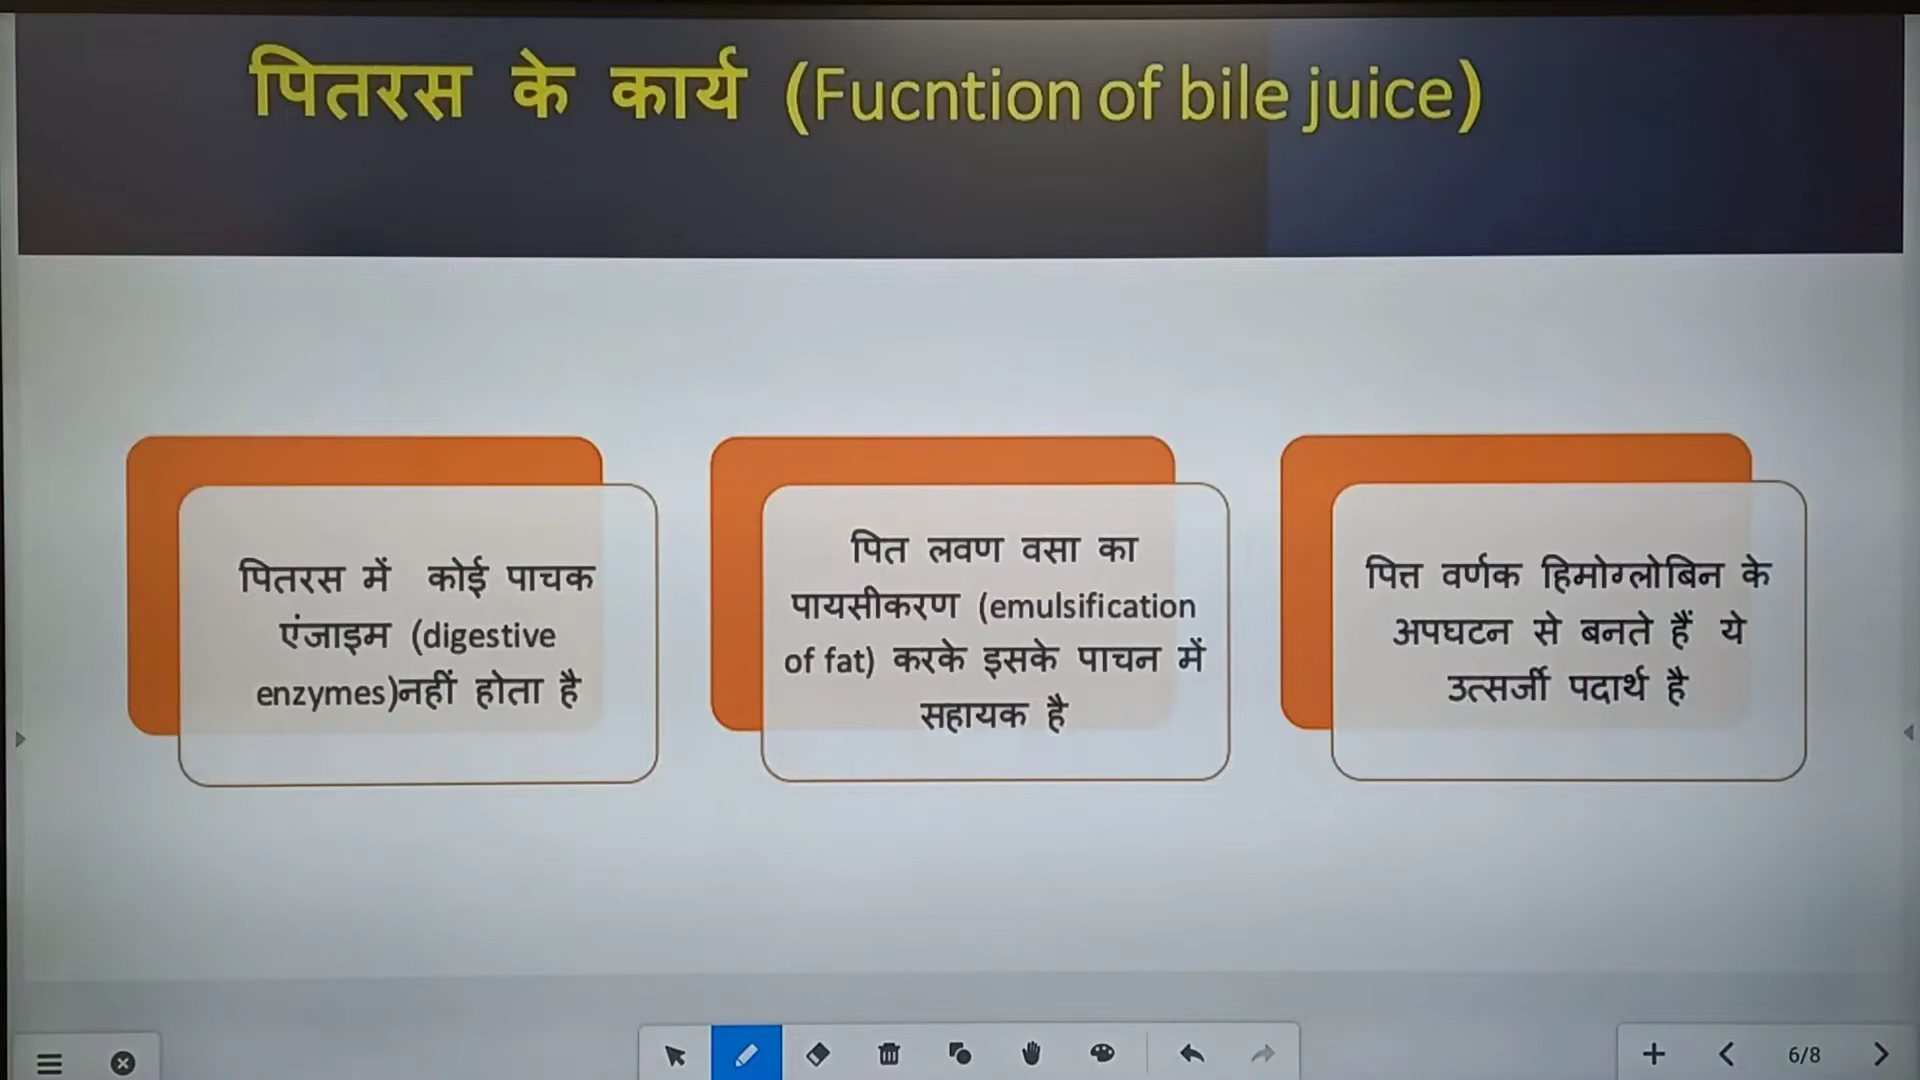 पितरस के कार्य (Fucntion of bile juice)
पितरस में कोई पाचक
एंजाइम (digestive
enzymes)नहीं होता है
पित लवण वसा का
पायसीकरण (emulsification
of fat) करके इसके पाचन में
सहायक है
पित्त वर्णक हिमोग्लोबिन के
अपघटन से बनते हैं ये
उत्सर्जी पदार्थ है
6/8